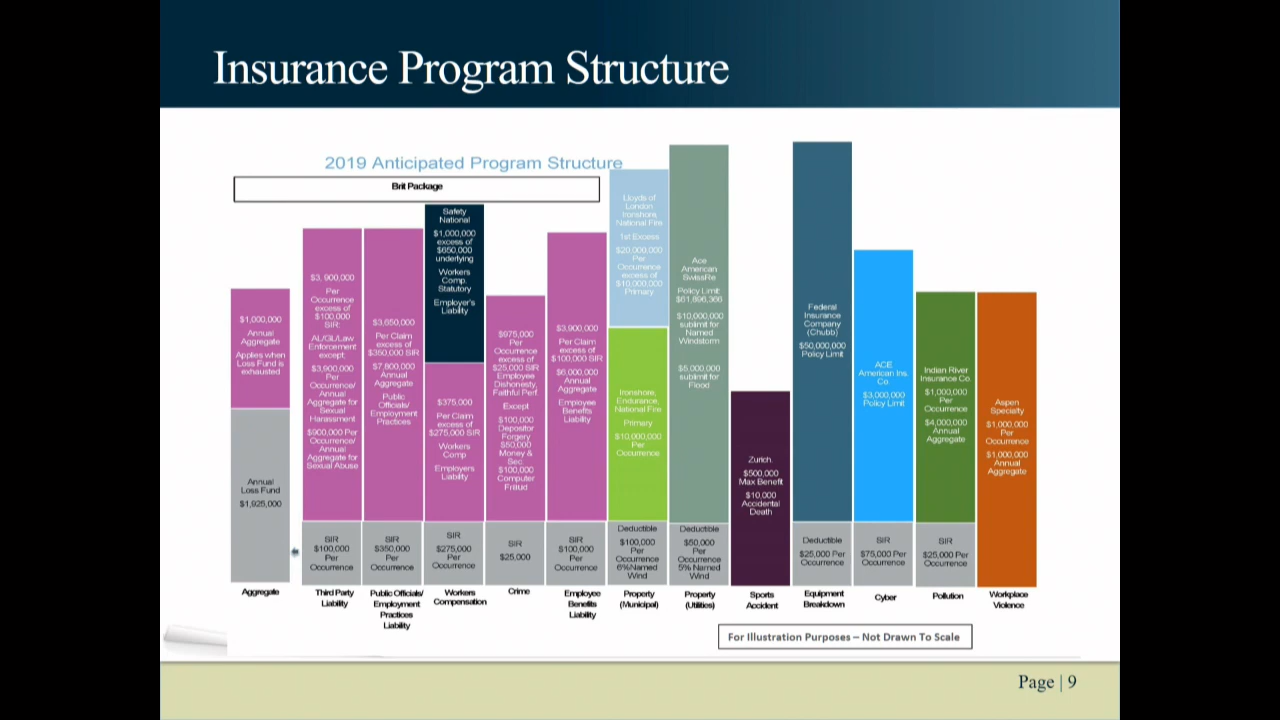 Insurance Program Structure
2019 Anticipated Program Structure
Brit Package
$1,000,000
Annual
Aggregate
Applies when
Loss Fund is
exhausted
Annual
Loss Fund
$1,925,000
Aggregate
$3,900,000
Per
Occurrence
excess of
$100,000
SIR:
AL/GL/Law
Enforcement
except;
$3,900,000
Per
Occurrence/
Annual
Aggregate for
Sexual
Harassment
$900,000 Per
Occurrence/
Annual
Aggregate for
Sexual Abuse
SIR
$100,000
Per
Occurrence
Third Party
Liability
$3,650,000
Per Claim
excess of
$350,000 SIR
Annual
Aggregate
Public
Officials/
Employment
Practices
SIR
$350,000
Per
Occurrence
Public Officials/
Employment
Practices
Liability
Safety
National
$1,000,000
excess of
$650,000
underlying
Workers
Comp.
Statutory
Employer's
Liability
$375,000
Per Claim
excess of
$275,000 SIR
Workers
Comp
Employers
Liability
SIR
$275,000
Per
Occurrence
Workers
Compensation
$975,000
Per
Occurrence
excess of
$25,000 SIR
Employee
Dishonesty,
Faithful Perf.
Except
$100,000
Depositor
Forgery
$50,000
Money &
Sec.
$100,000
Computer
Fraud
SIR
$25,000
Crime
$3,900,000
Per Claim
excess of
$100,000 SIR
$6,000,000
Annual
Aggregate
Employee
Benefits
Liability
SIR
$100,000
Per
Occurrence
Employee
Benefits
Liability
Lloyds of
London
Ironshore,
National Fire
1st Excess
$20,000,000
Per
Occurrence
excess of
$10,000,000
Primary
Ironshore,
Endurance,
National Fire
Primary
$10,000,000
Per
Occurrence
Deductible
$100,000
Per
Occurrence
Named
Wind
Property
(Municipal)
Ace
American
SwissRe
Policy Limit:
$10,000,000
sublimit for
Named
Windstorm
$5,000,000
sublimit for
Flood
Deductible
$50,000
Per
Occurrence
5% Named
Wind
Property
(Utilities)
Zurich
$500,000
Max Benefit
$10,000
Accidental
Death
Sports
Accident
Federal
Insurance
Company
(Chubb)
$50,000,000
Policy Limit
Deductible
$25,000 Per
Occurrence
Equipment
Breakdown
ACE
American Ins.
Co.
$3,000,000
Policy Limit
SIR
$75,000 Per
Occurrence
Cyber
Indian River
Insurance Co.
$1,000,000
Per
Occurrence
$4,000,000
Annual
Aggregate
SIR
$25,000 Per
Occurrence
Pollution
Aspen
Specialty
$1,000,000
Per
Occurrence
$1,000,000
Annual
Aggregate
Workplace
Violence
For Illustration Purposes – Not Drawn To Scale
Page | 9